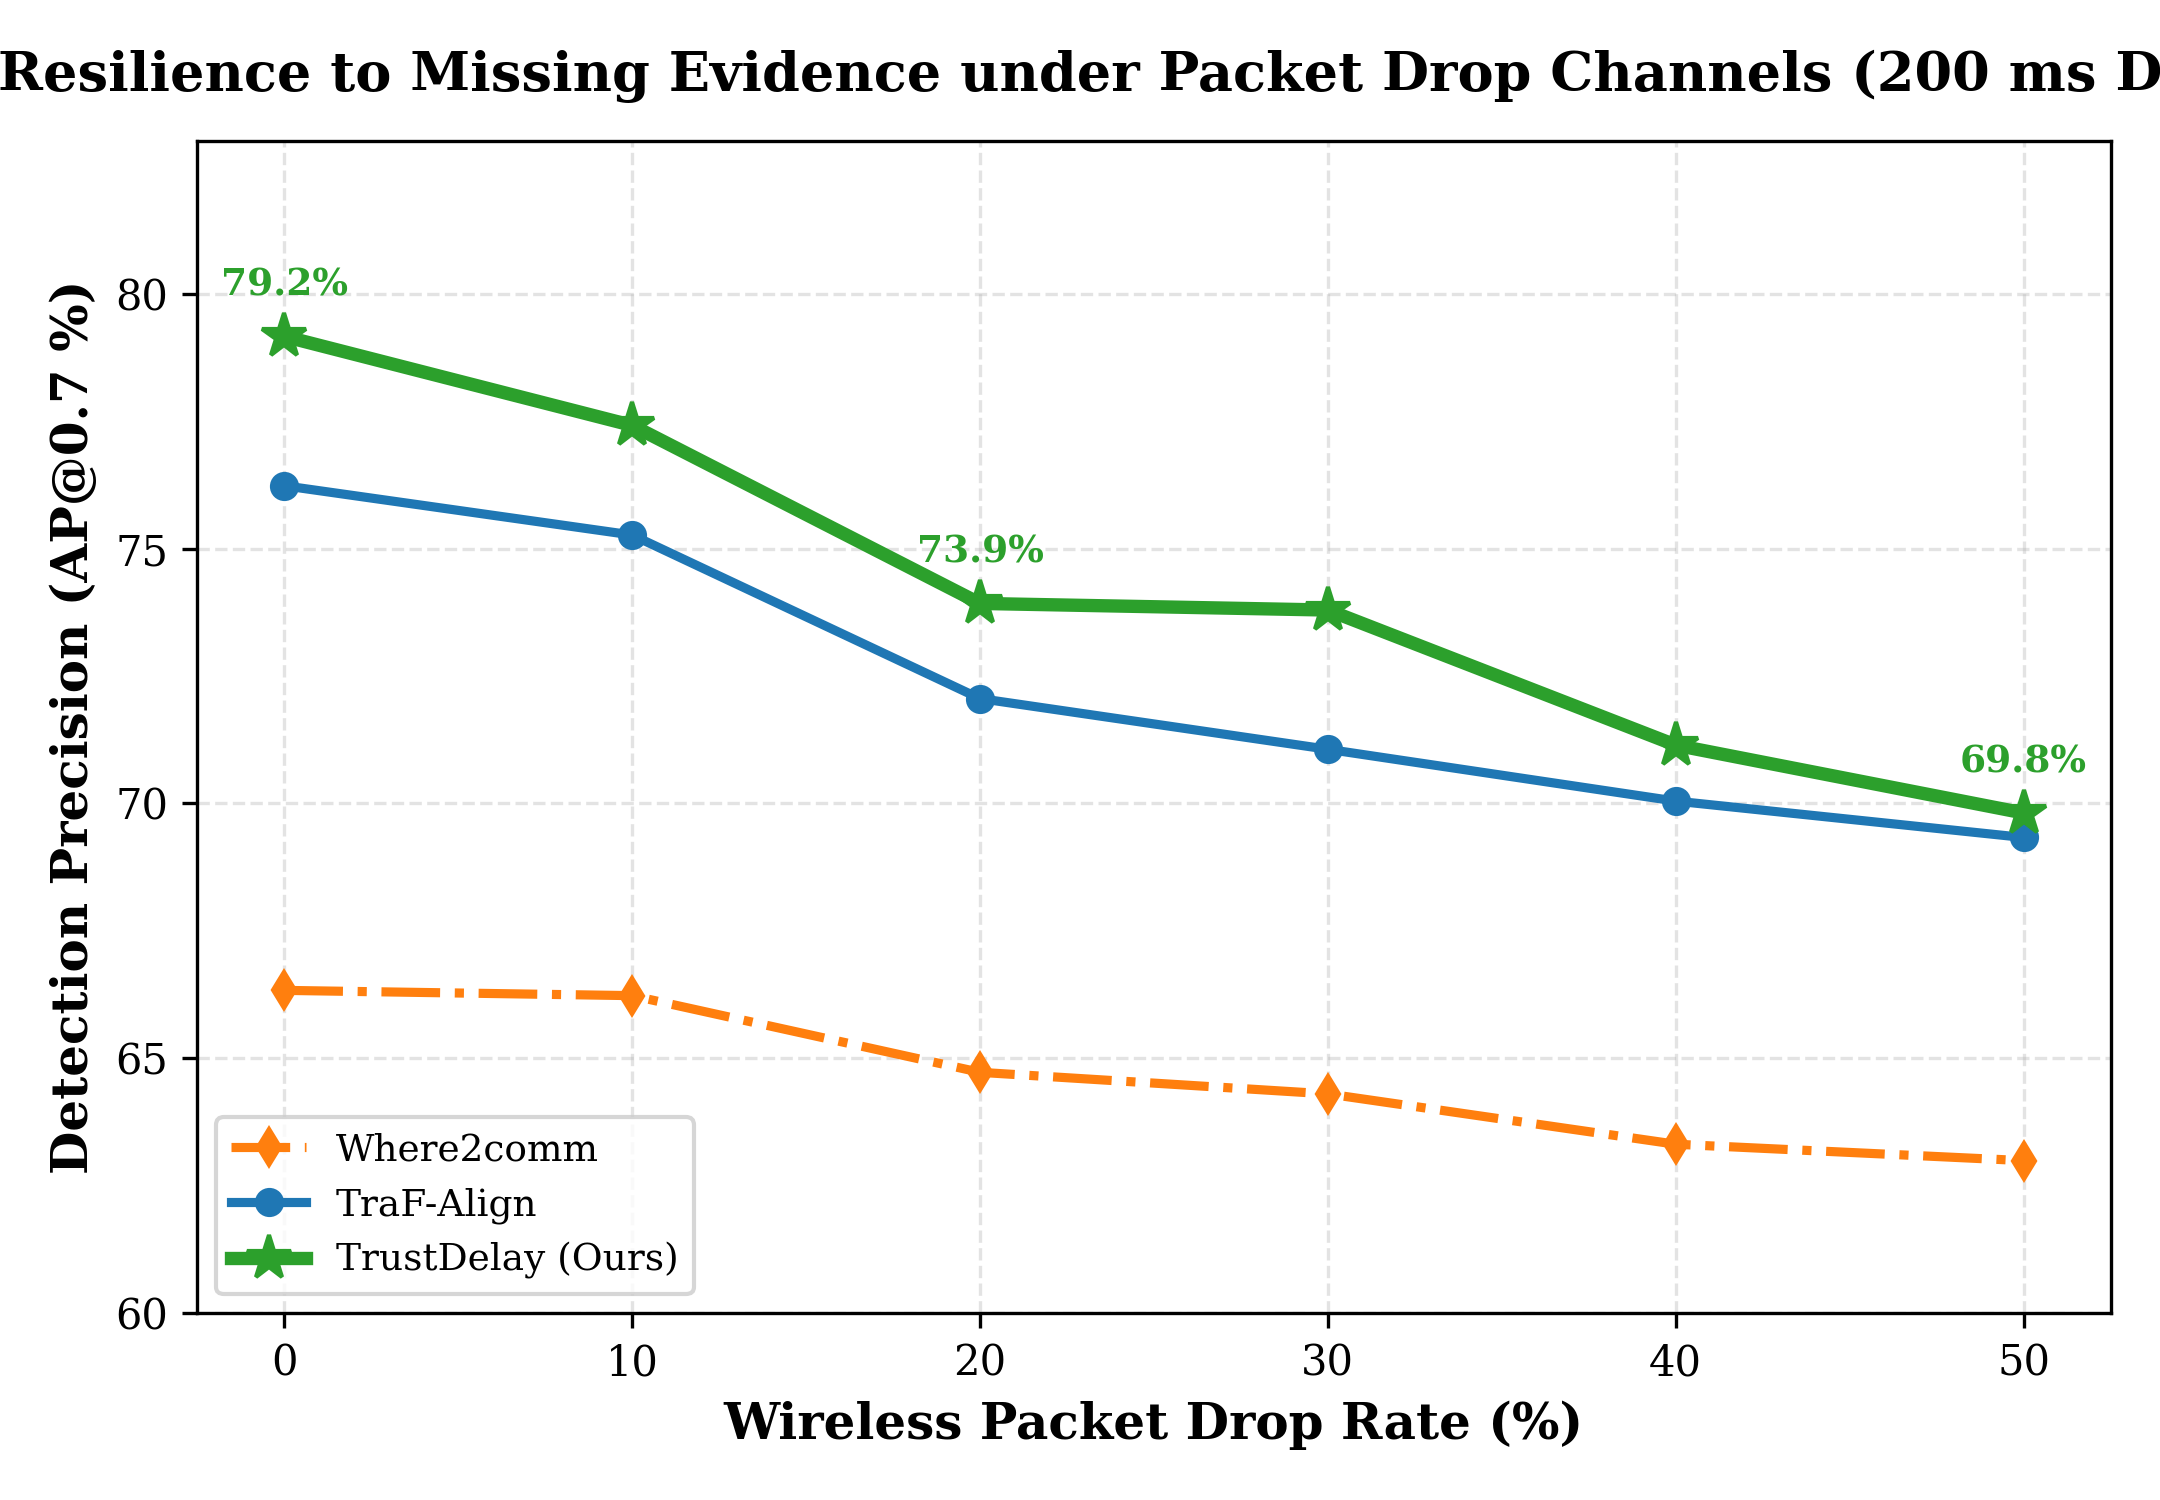 Resilience to Missing Evidence under Packet Drop Channels (200 ms D
Detection Precision (AP@0.7 %)
80
75
70
65
60
79.2%
73.9%
69.8%
Where2comm
TraF-Align
TrustDelay (Ours)
0 10 20 30 40 50
Wireless Packet Drop Rate (%)